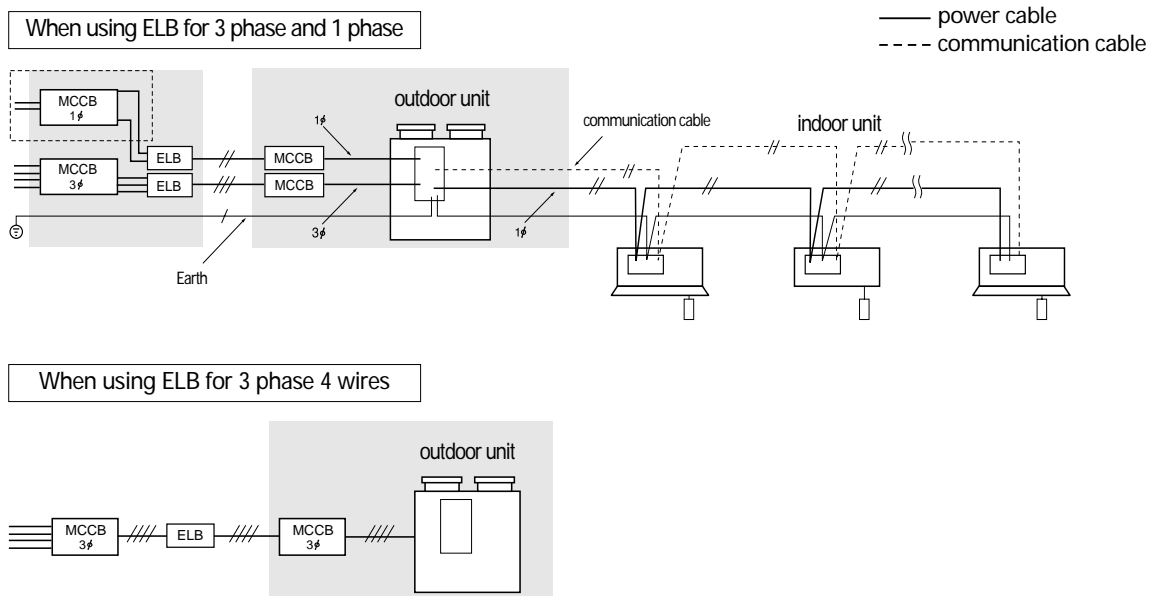 When using ELB for 3 phase and 1 phase
power cable
communication cable
MCCB
1ϕ
outdoor unit
1ϕ
communication cable
indoor unit
ELB
MCCB
MCCB
3ϕ
ELB
MCCB
3ϕ
1ϕ
Earth
When using ELB for 3 phase 4 wires
outdoor unit
MCCB
3ϕ
ELB
MCCB
3ϕ